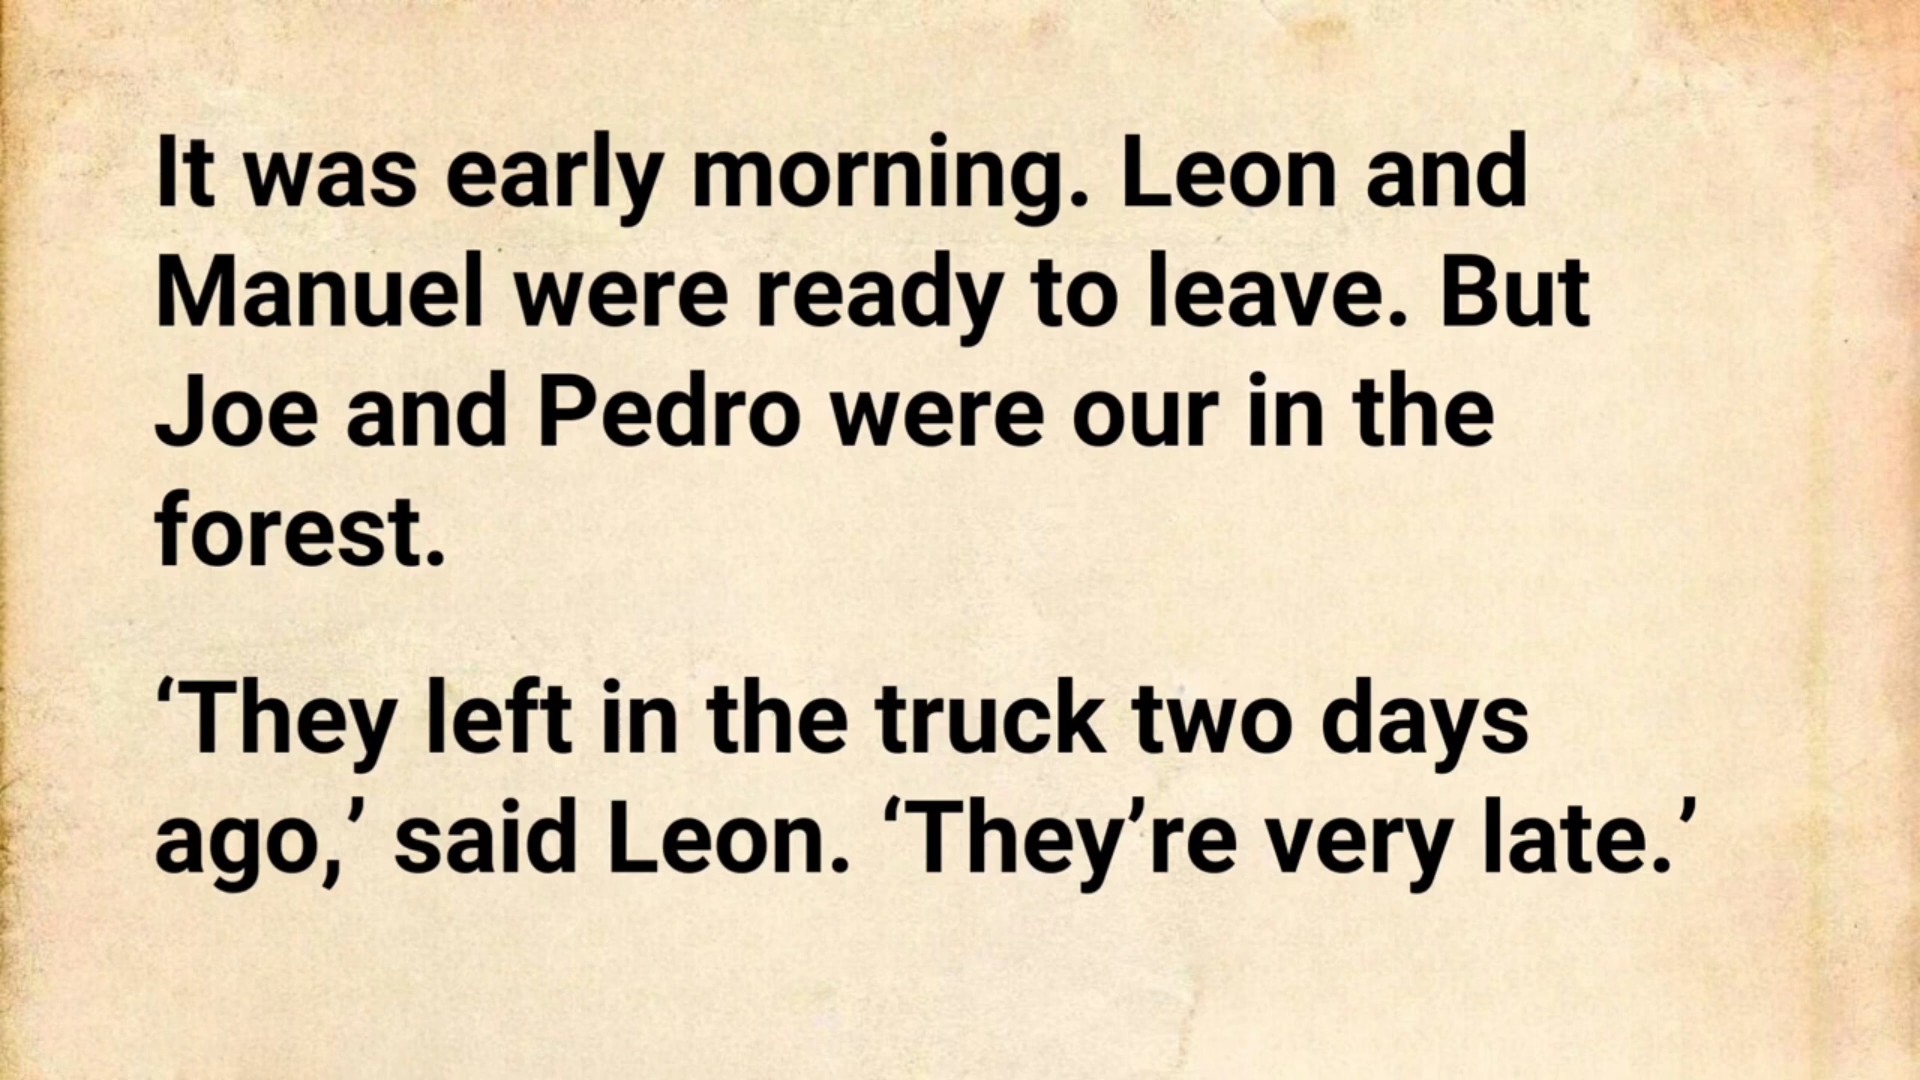 It was early morning. Leon and
Manuel were ready to leave. But
Joe and Pedro were our in the
forest.
‘They left in the truck two days
ago,’ said Leon. ‘They’re very late.’